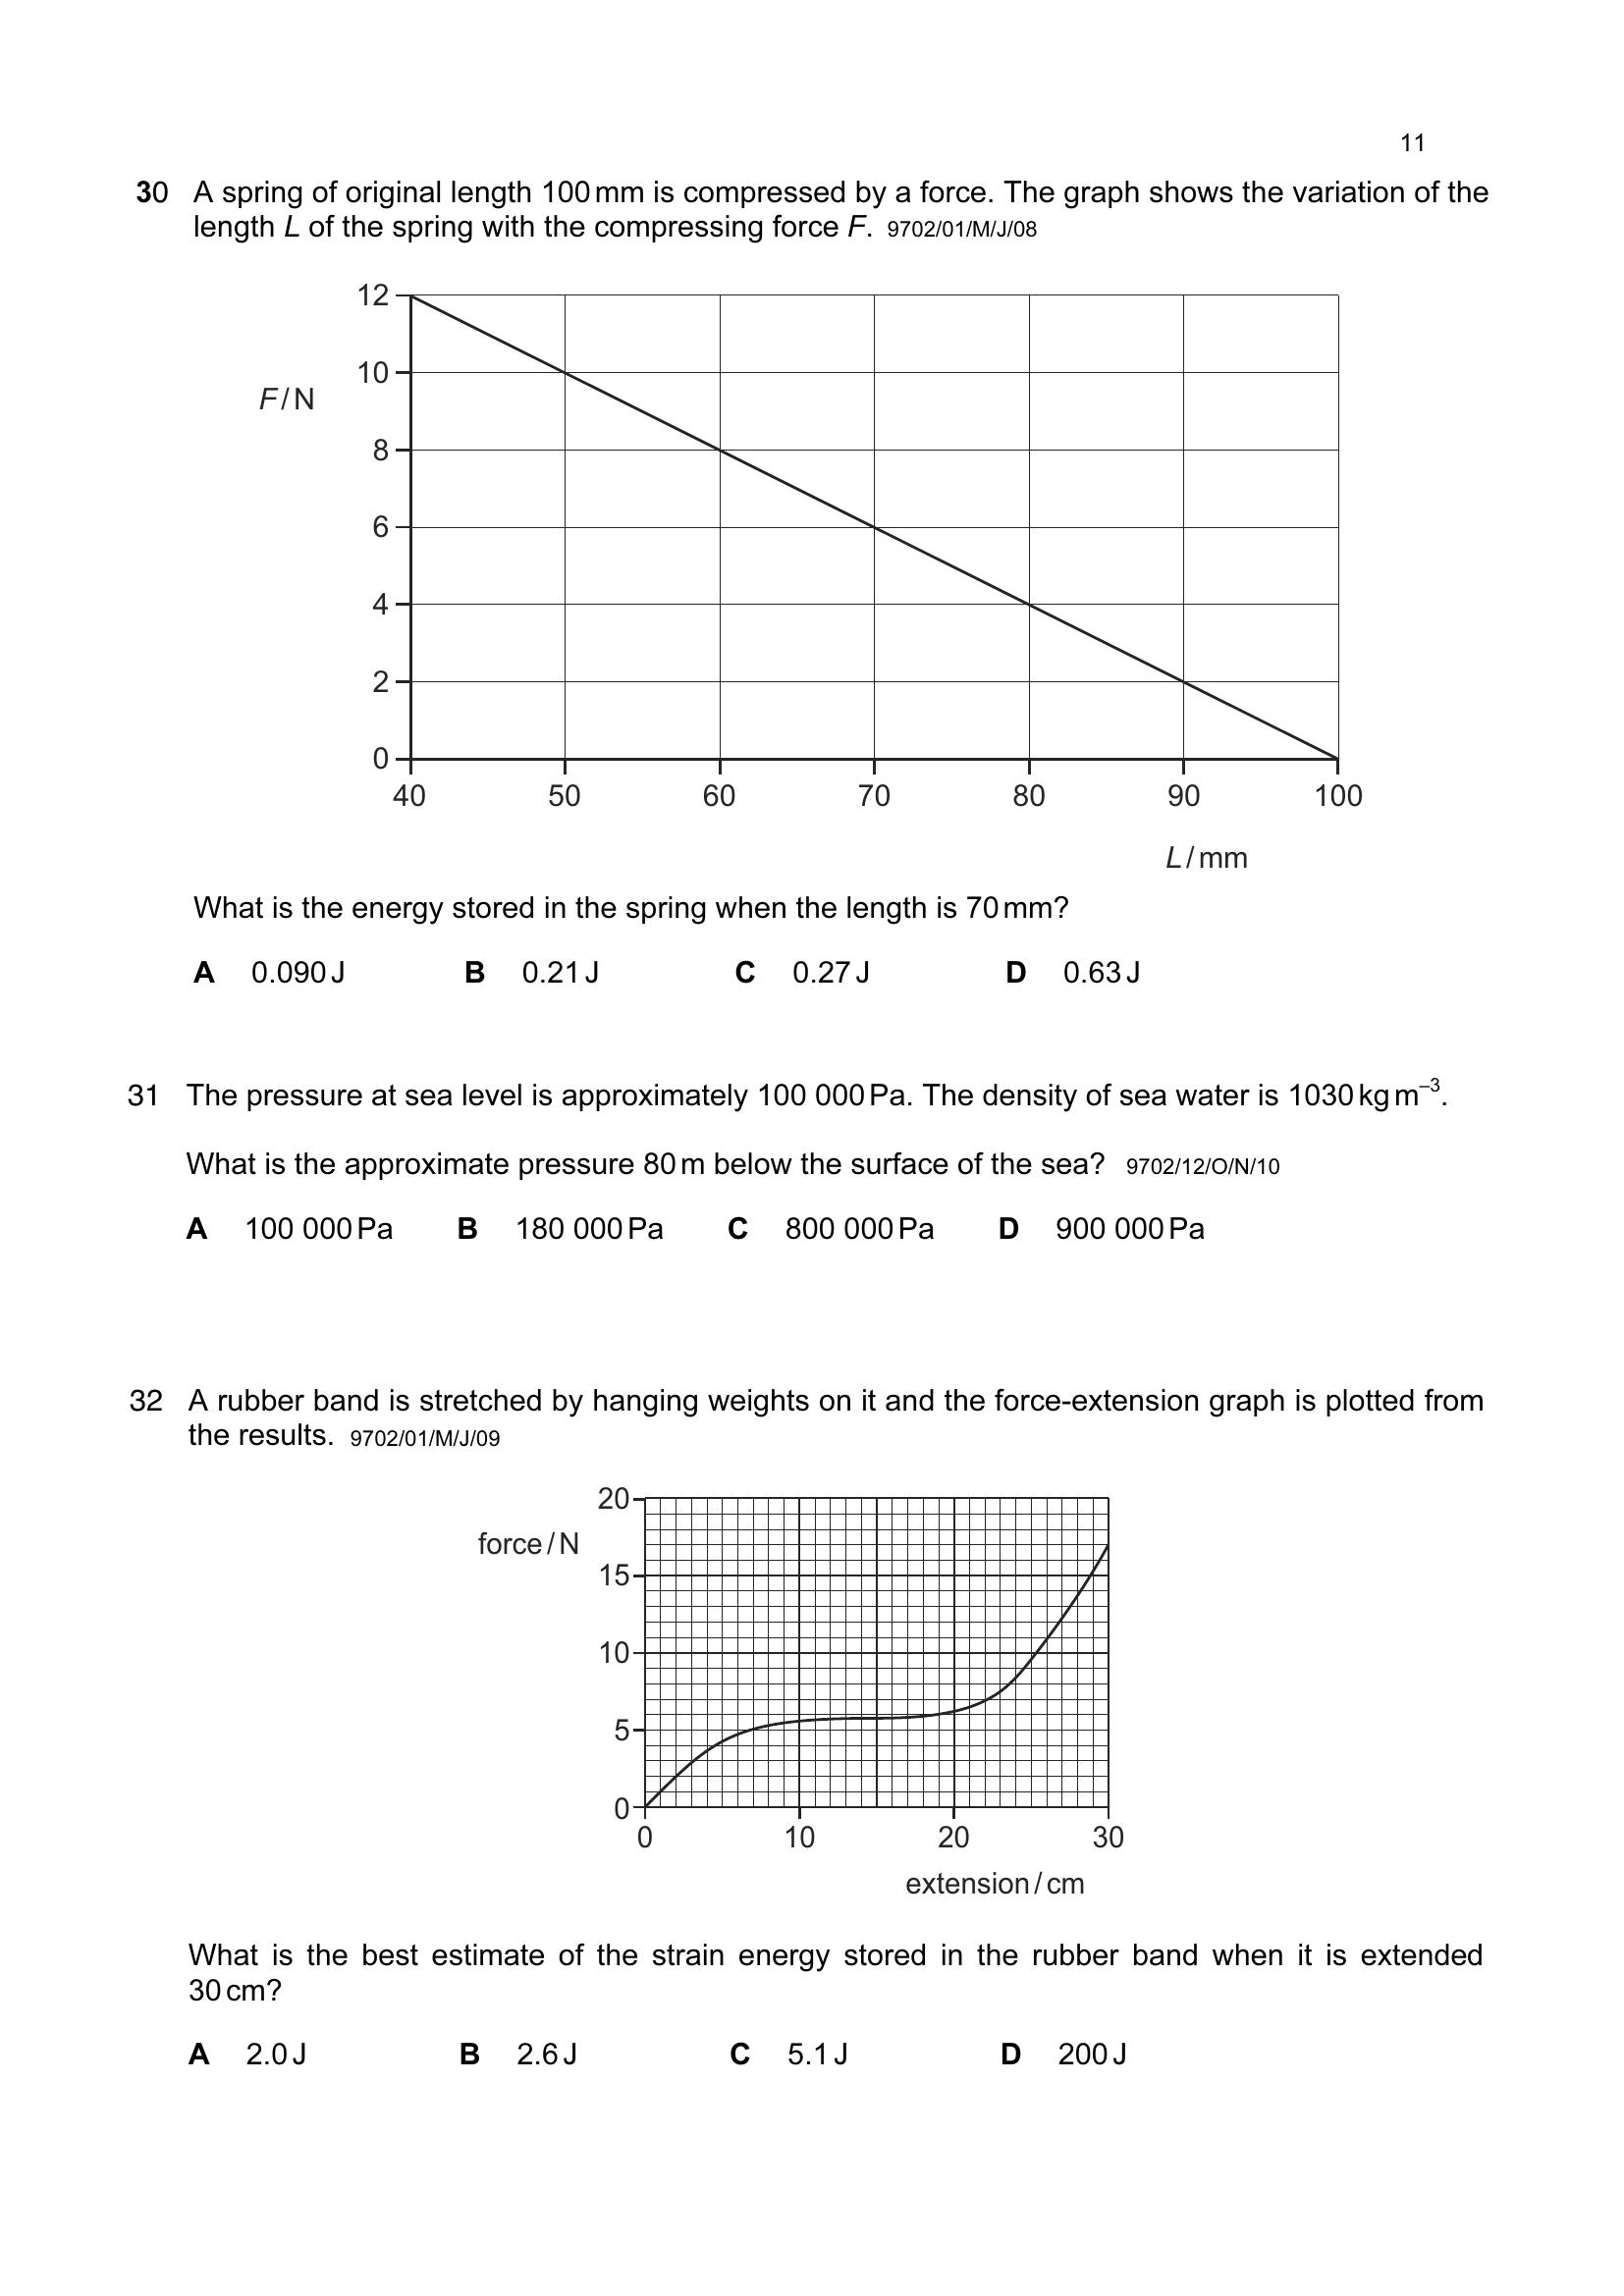 11
30 A spring of original length 100 mm is compressed by a force. The graph shows the variation of the
length L of the spring with the compressing force F. 9702/01/M/J/08
12
10
F / N
8
6
4
2
0
40 50 60 70 80 90 100
L / mm
What is the energy stored in the spring when the length is 70 mm?
A 0.090 J B 0.21 J C 0.27 J D 0.63 J
31 The pressure at sea level is approximately 100 000 Pa. The density of sea water is 1030 kg m⁻³.
What is the approximate pressure 80 m below the surface of the sea? 9702/12/O/N/10
A 100 000 Pa B 180 000 Pa C 800 000 Pa D 900 000 Pa
32 A rubber band is stretched by hanging weights on it and the force-extension graph is plotted from
the results. 9702/01/M/J/09
20
force / N
15
10
5
0
0 10 20 30
extension / cm
What is the best estimate of the strain energy stored in the rubber band when it is extended
30 cm?
A 2.0 J B 2.6 J C 5.1 J D 200 J